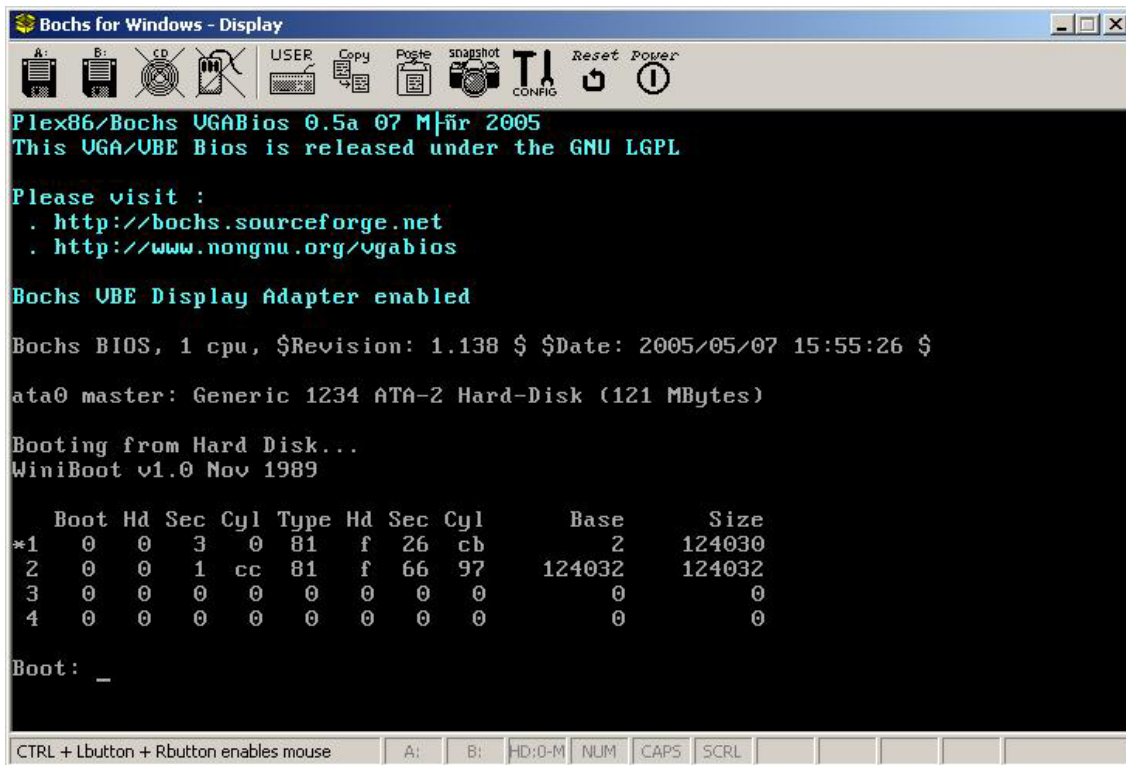 Bochs for Windows - Display
A: B: CD USER Copy Paste snapshot CONFIG Reset Power
Plex86/Bochs VGABios 0.5a 07 M├ñr 2005
This VGA/VBE Bios is released under the GNU LGPL
Please visit :
. http://bochs.sourceforge.net
. http://www.nongnu.org/vgabios
Bochs VBE Display Adapter enabled
Bochs BIOS, 1 cpu, $Revision: 1.138 $ $Date: 2005/05/07 15:55:26 $
ata0 master: Generic 1234 ATA-2 Hard-Disk (121 MBytes)
Booting from Hard Disk...
WiniBoot v1.0 Nov 1989
Boot Hd Sec Cyl Type Hd Sec Cyl Base Size
*1 0 0 3 0 81 f 26 cb 2 124030
2 0 0 1 cc 81 f 66 97 124032 124032
3 0 0 0 0 0 0 0 0 0 0
4 0 0 0 0 0 0 0 0 0 0
Boot: _
CTRL + Lbutton + Rbutton enables mouse A: B: HD:0-M NUM CAPS SCRL